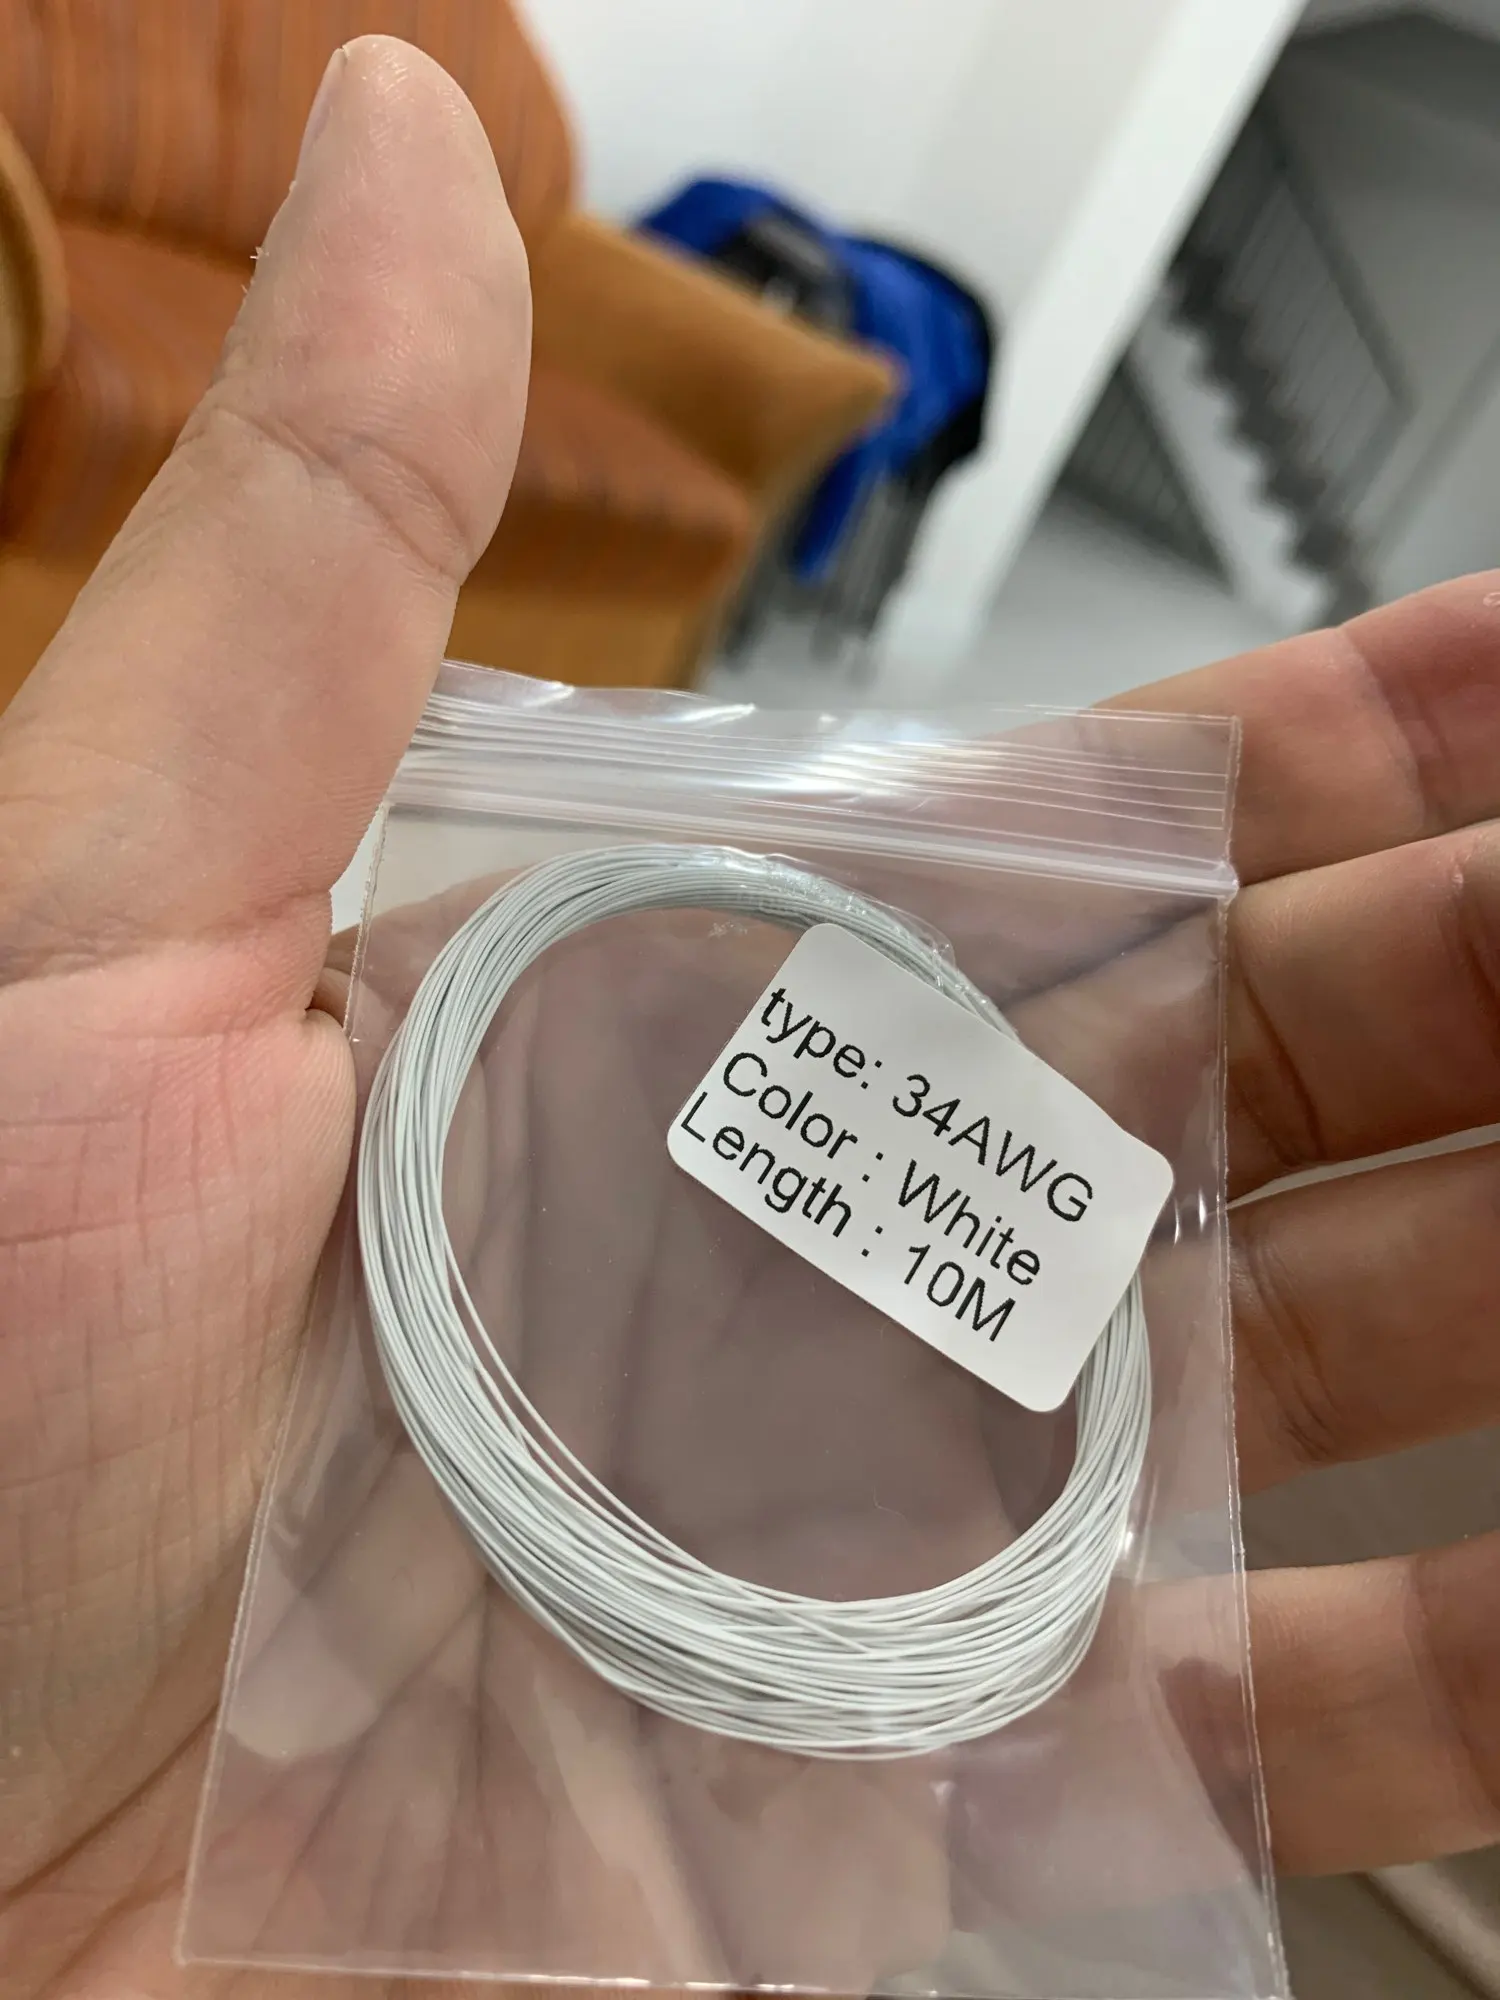 type: 34AWG
Color : White
Length : 10M